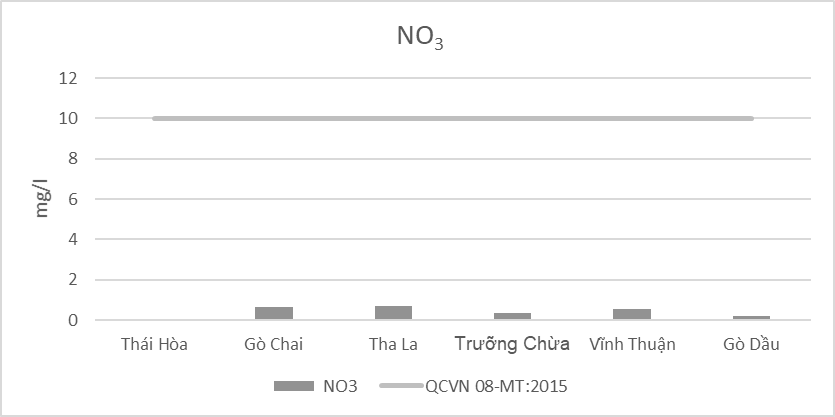 NO₃
12
10
8
6
4
2
0
mg/l
Thái Hòa Gò Chai Tha La Trưỡng Chừa Vĩnh Thuận Gò Dầu
NO3 QCVN 08-MT:2015